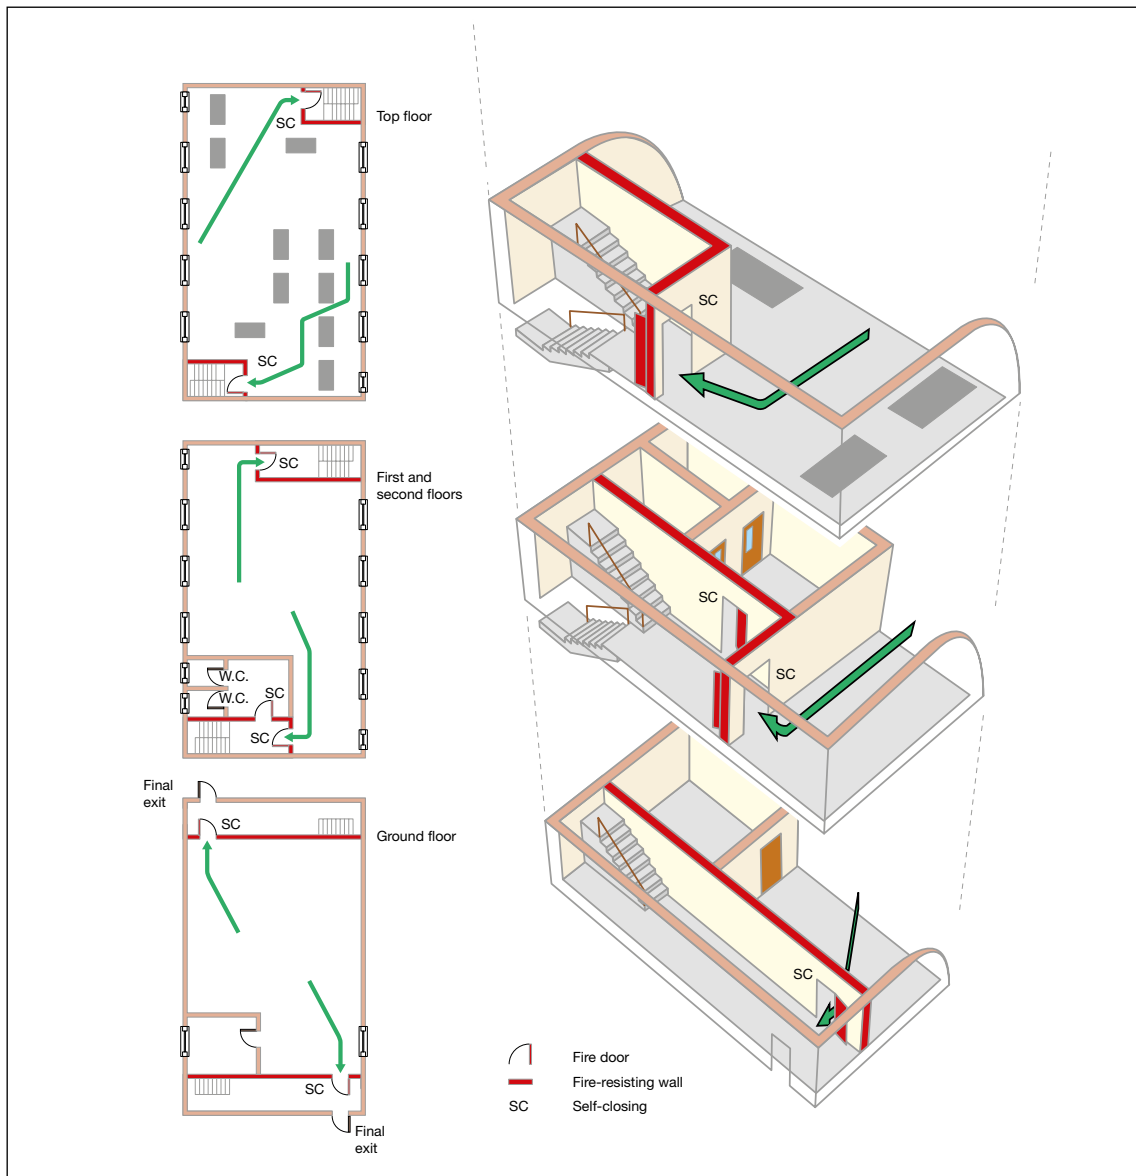 SC
Top floor
SC
SC
First and
second floors
W.C.
W.C.
SC
SC
Final
exit
SC
Ground floor
SC
Final
exit
SC
SC
SC
SC
Fire door
Fire-resisting wall
SC
Self-closing